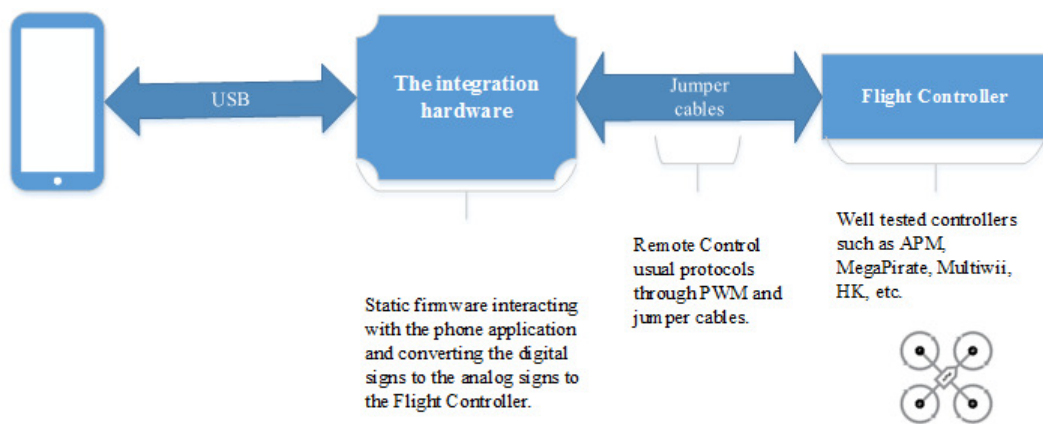 USB
The integration
hardware
Jumper
cables
Flight Controller
Static firmware interacting
with the phone application
and converting the digital
signs to the analog signs to
the Flight Controller.
Remote Control
usual protocols
through PWM and
jumper cables.
Well tested controllers
such as APM,
MegaPirate, Multiwii,
HK, etc.